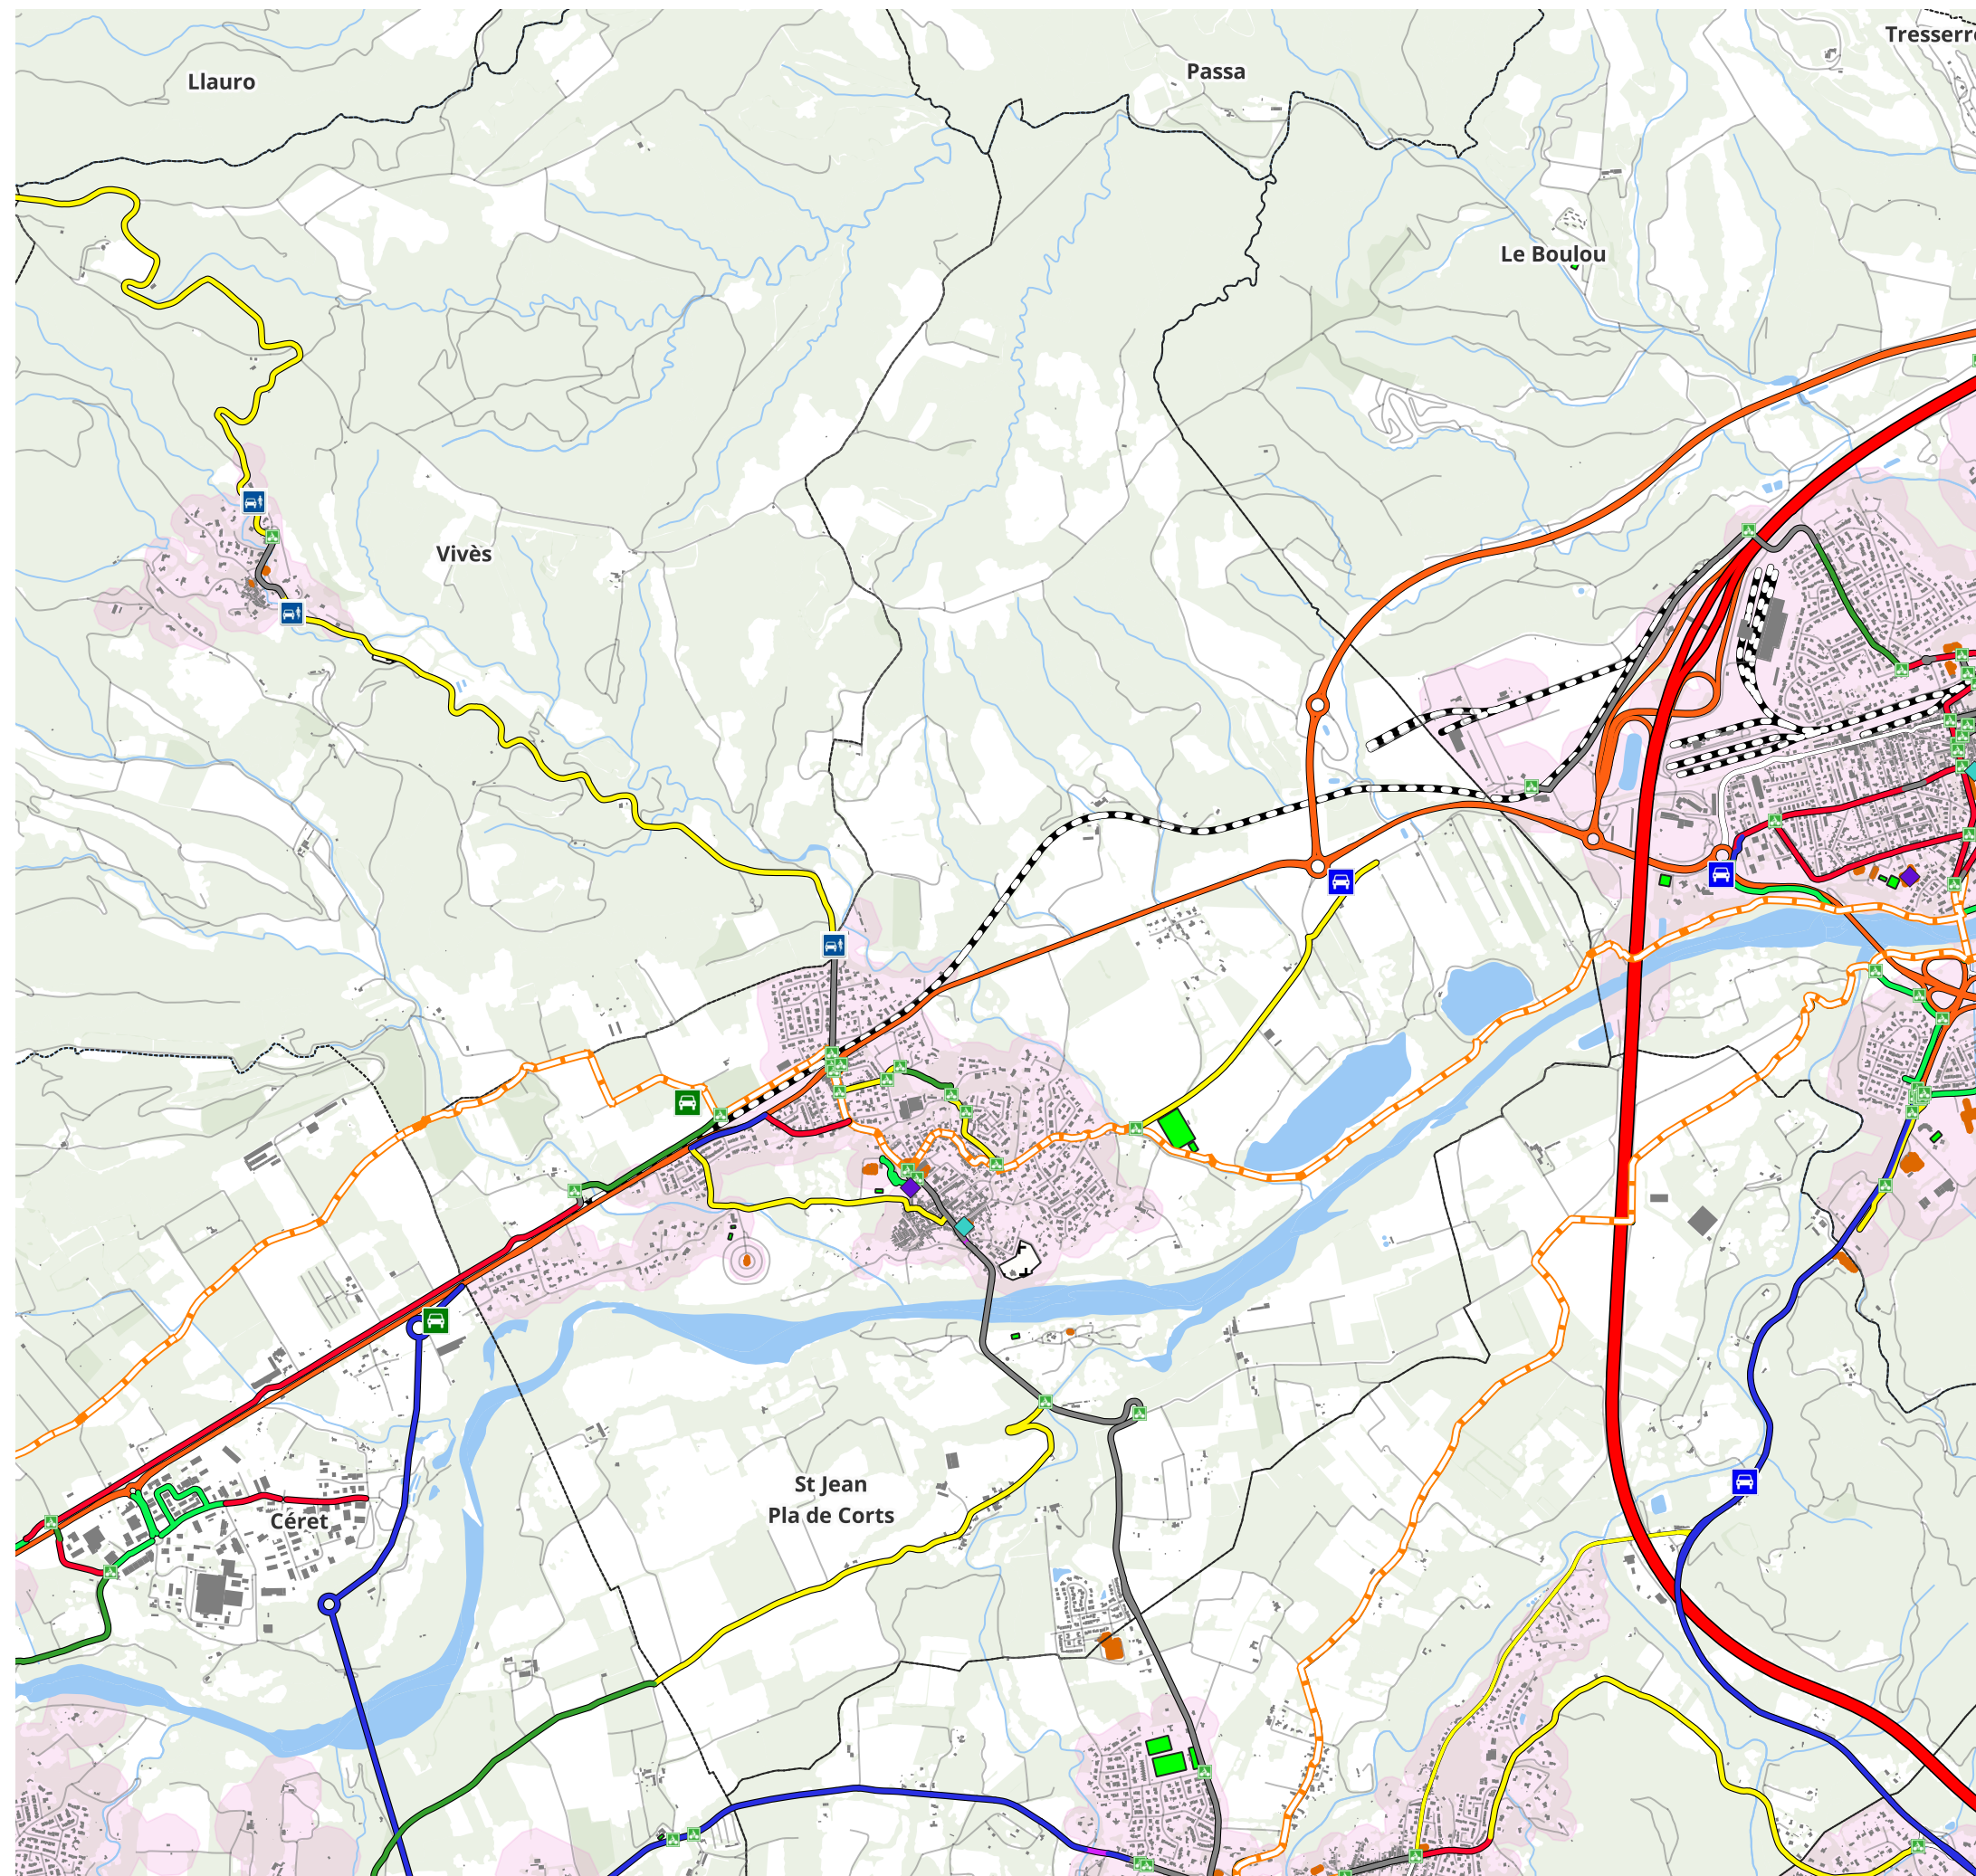 Tresserre
Passa
Llauro
Le Boulou
Vivès
St Jean
Pla de Corts
Céret